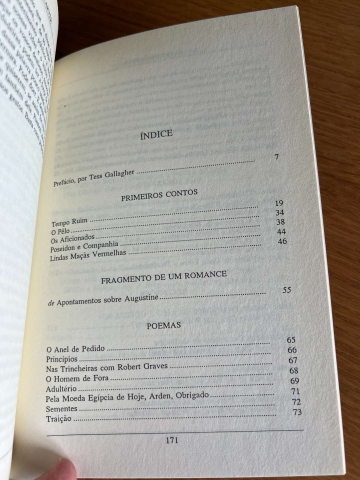 ÍNDICE
Prefácio, por Tess Gallagher 7
PRIMEIROS CONTOS
Tempo Ruim 19
O Pêlo 34
Os Aficionados 38
Poseidon e Companhia 44
Lindas Maçãs Vermelhas 46
FRAGMENTO DE UM ROMANCE
de Apontamentos sobre Augustine 55
POEMAS
O Anel de Pedido 65
Princípios 66
Nas Trincheiras com Robert Graves 67
O Homem de Fora 68
Adultério 69
Pela Moeda Egípcia de Hoje, Arden, Obrigado 71
Sementes 72
Traição 73
171